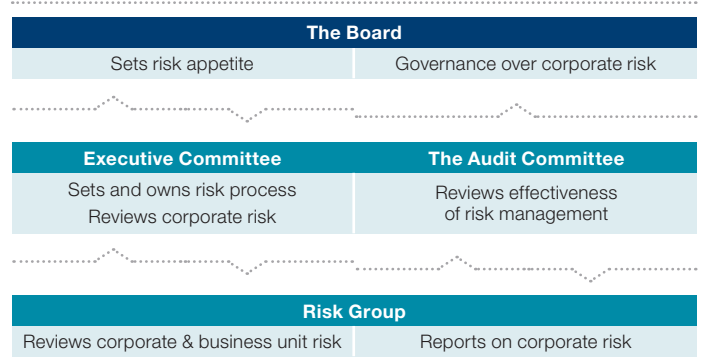 The Board
Sets risk appetite
Governance over corporate risk
Executive Committee
The Audit Committee
Sets and owns risk process
Reviews corporate risk
Reviews effectiveness
of risk management
Risk Group
Reviews corporate & business unit risk
Reports on corporate risk